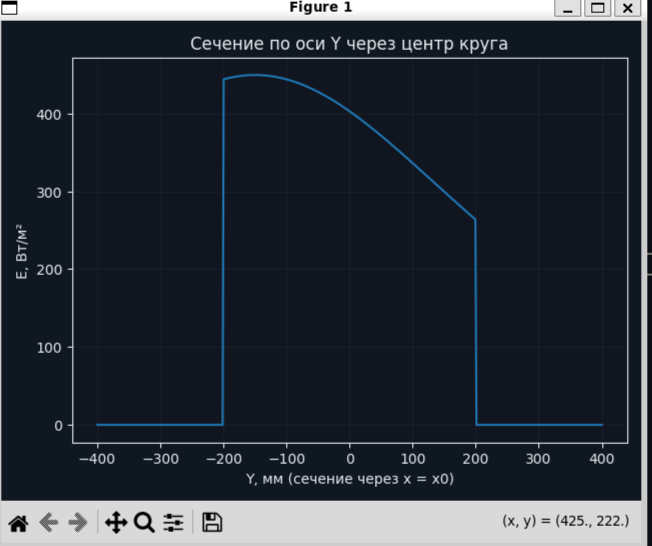 Figure 1
Сечение по оси Y через центр круга
400
300
200
100
0
E, Вт/м²
−400 −300 −200 −100 0 100 200 300 400
Y, мм (сечение через x = x0)
(x, y) = (425., 222.)